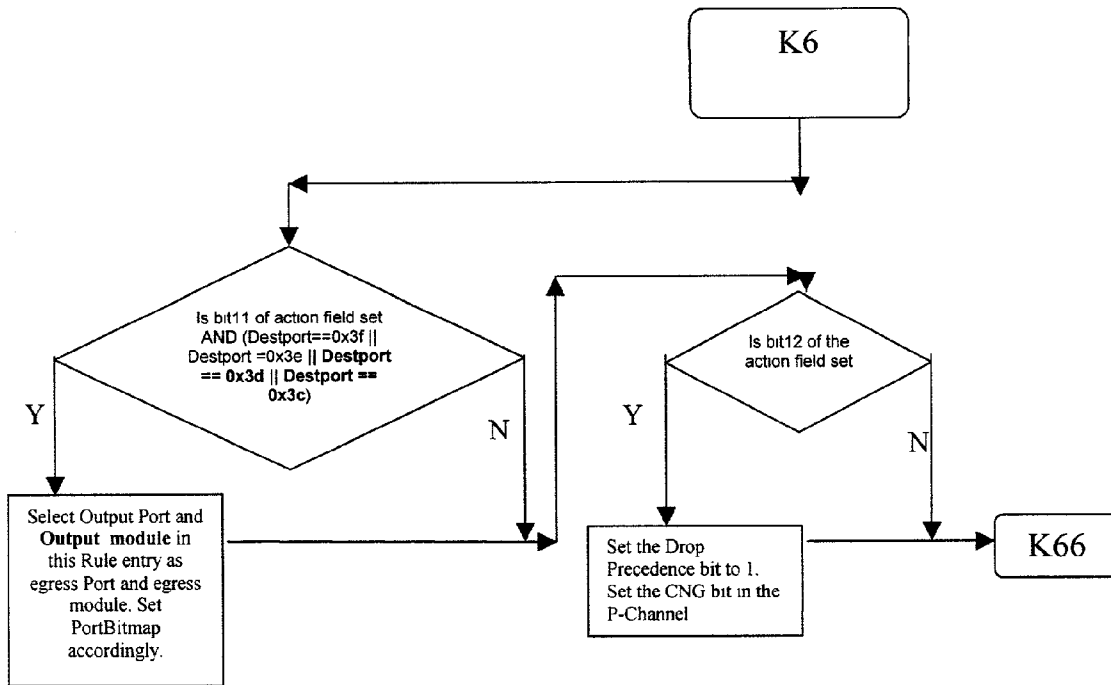 K6
Is bit11 of action field set
AND (Destport==0x3f ||
Destport =0x3e || Destport
== 0x3d || Destport ==
0x3c)
Y
N
Select Output Port and
Output module in
this Rule entry as
egress Port and egress
module. Set
PortBitmap
accordingly.
Is bit12 of the
action field set
Y
N
Set the Drop
Precedence bit to 1.
Set the CNG bit in the
P-Channel
K66